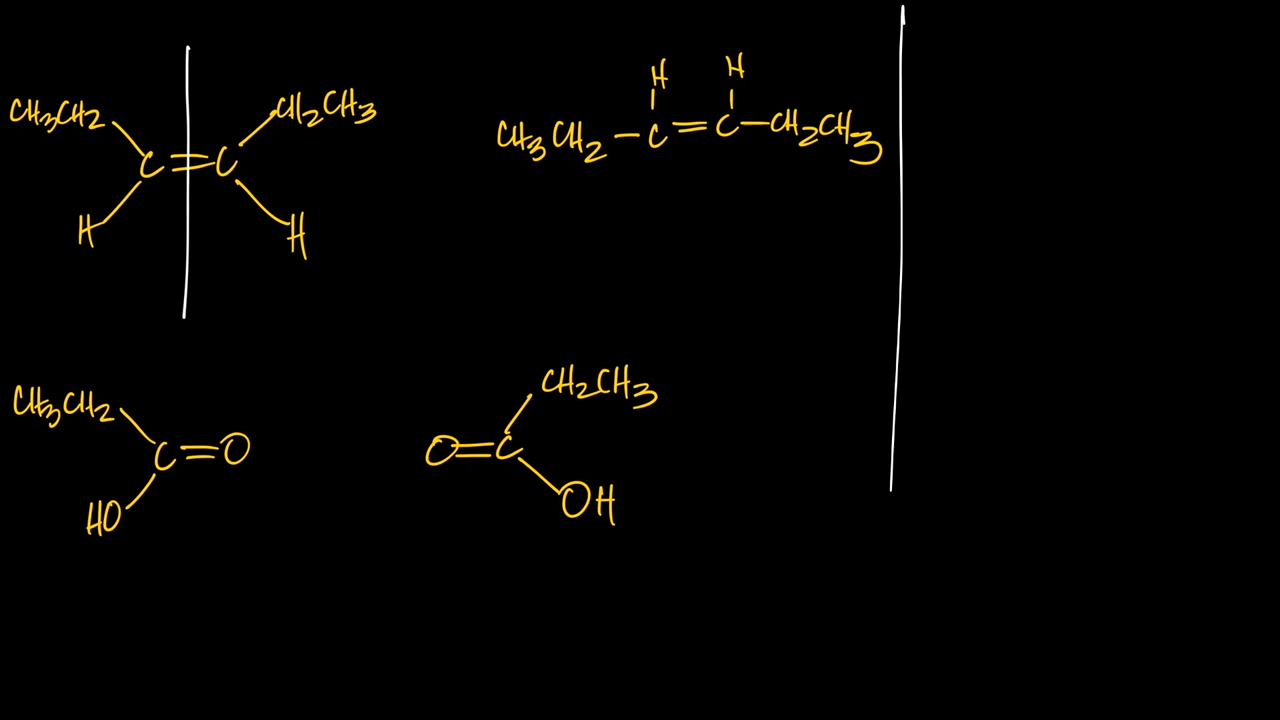 CH3CH2 CH2CH3
C=C
H H
H H
CH3CH2-C=C-CH2CH3
CH3CH2
C=O
HO
CH2CH3
O=C
OH